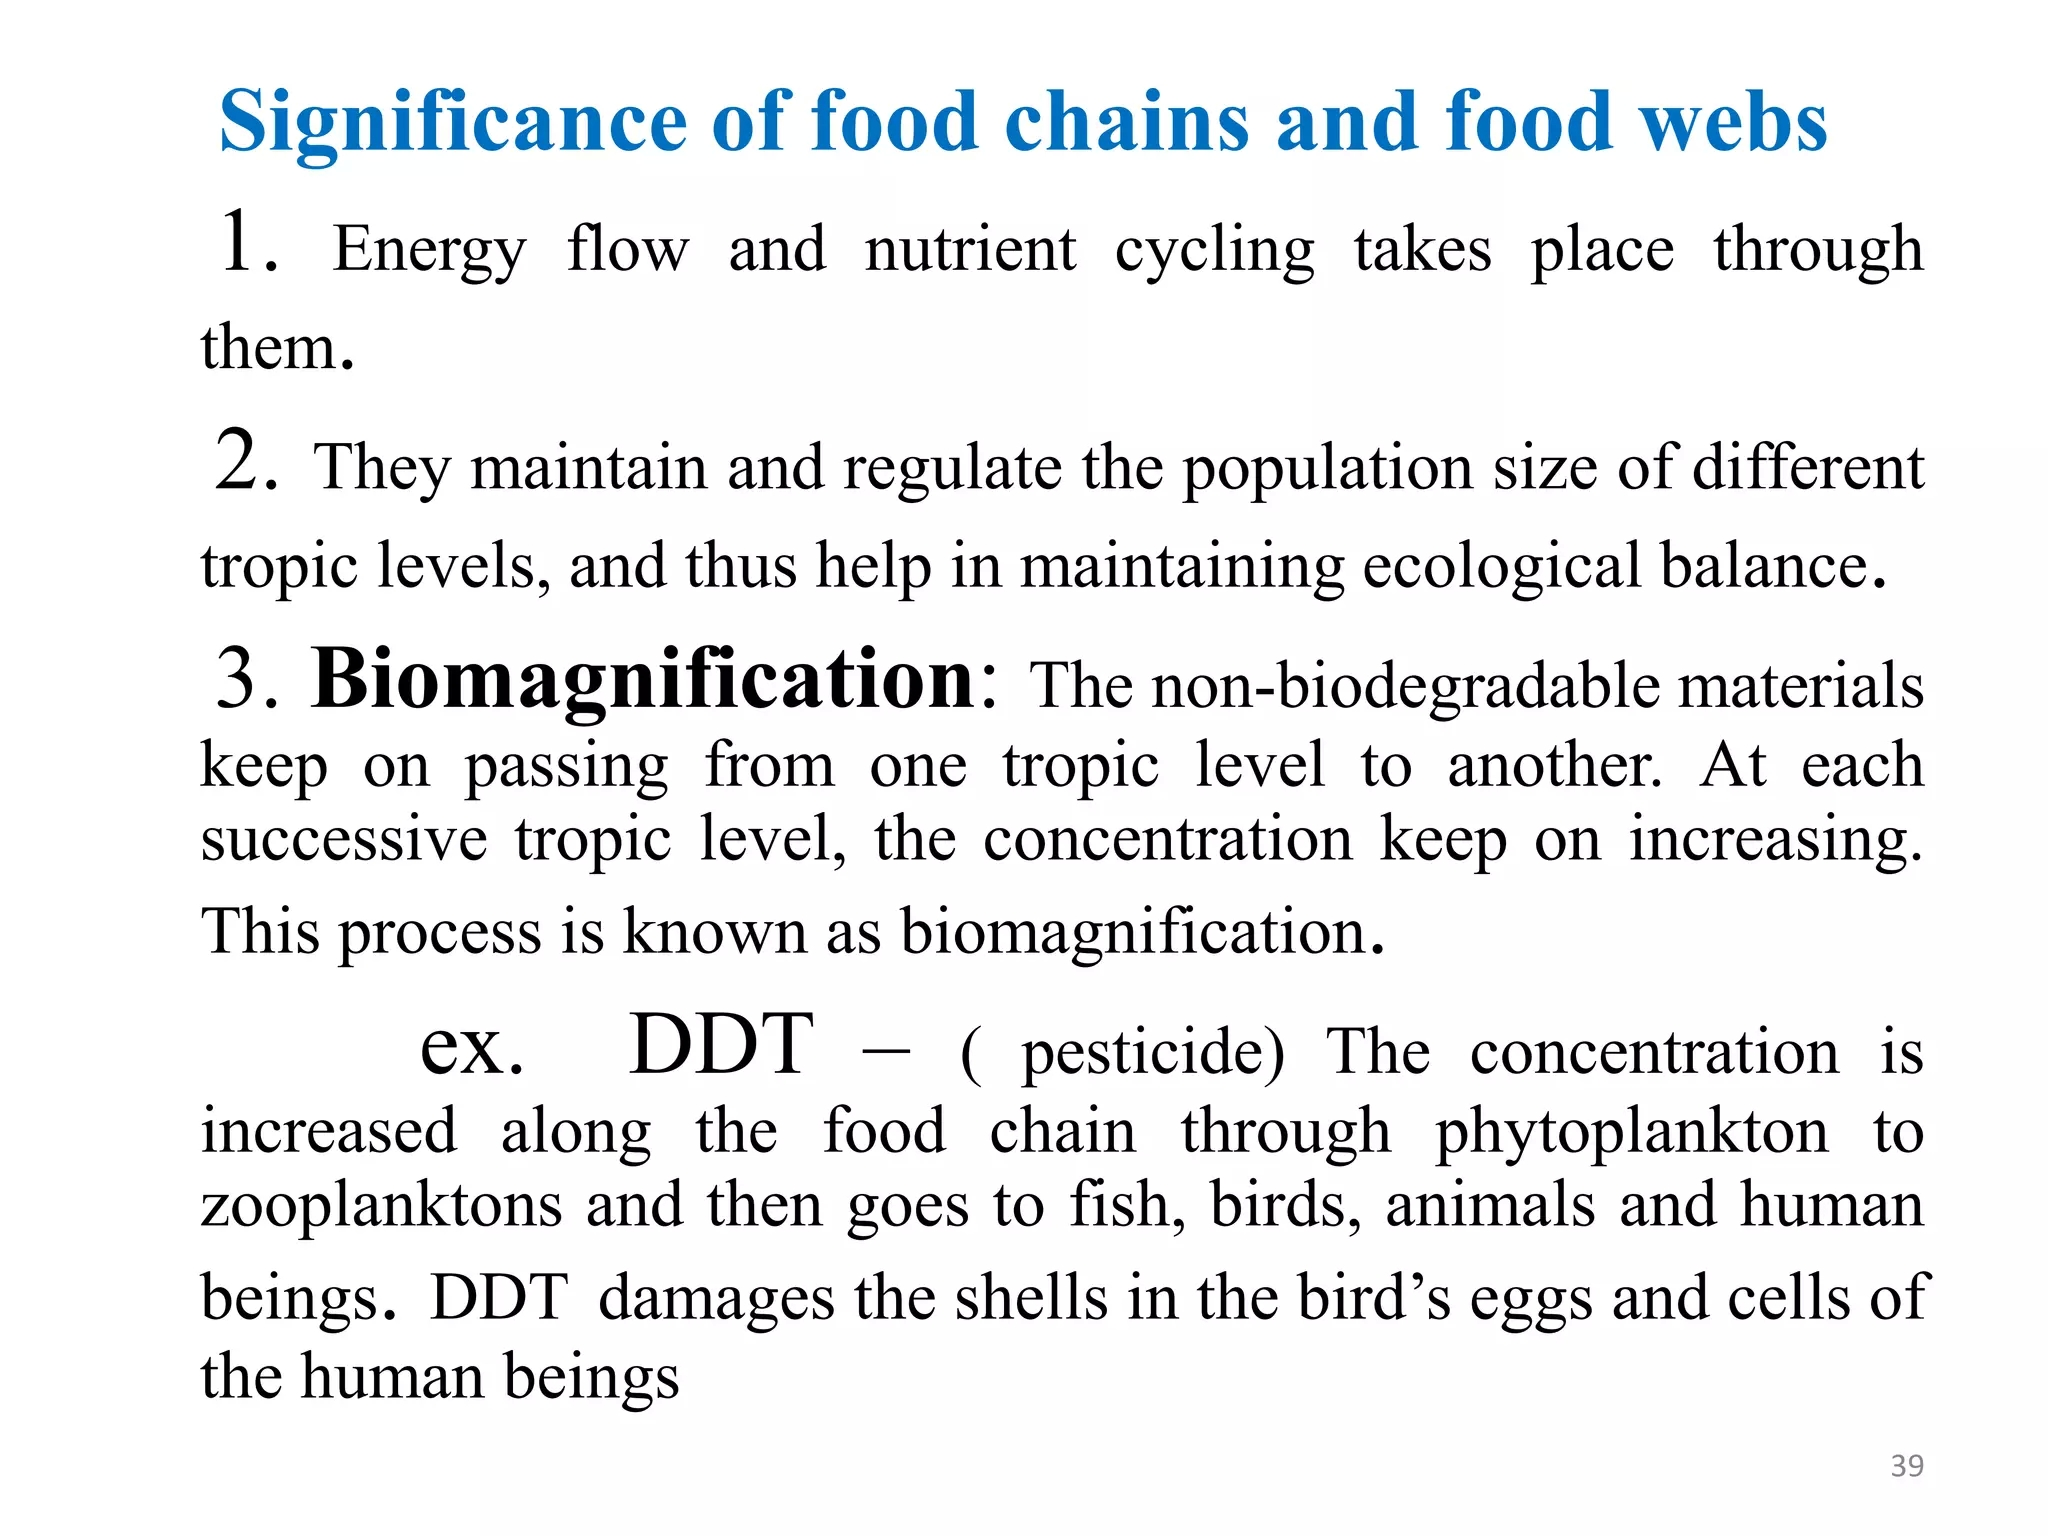 Significance of food chains and food webs
1. Energy flow and nutrient cycling takes place through
them.
2. They maintain and regulate the population size of different
tropic levels, and thus help in maintaining ecological balance.
3. Biomagnification: The non-biodegradable materials
keep on passing from one tropic level to another. At each
successive tropic level, the concentration keep on increasing.
This process is known as biomagnification.
ex. DDT – ( pesticide) The concentration is
increased along the food chain through phytoplankton to
zooplanktons and then goes to fish, birds, animals and human
beings. DDT damages the shells in the bird’s eggs and cells of
the human beings
39